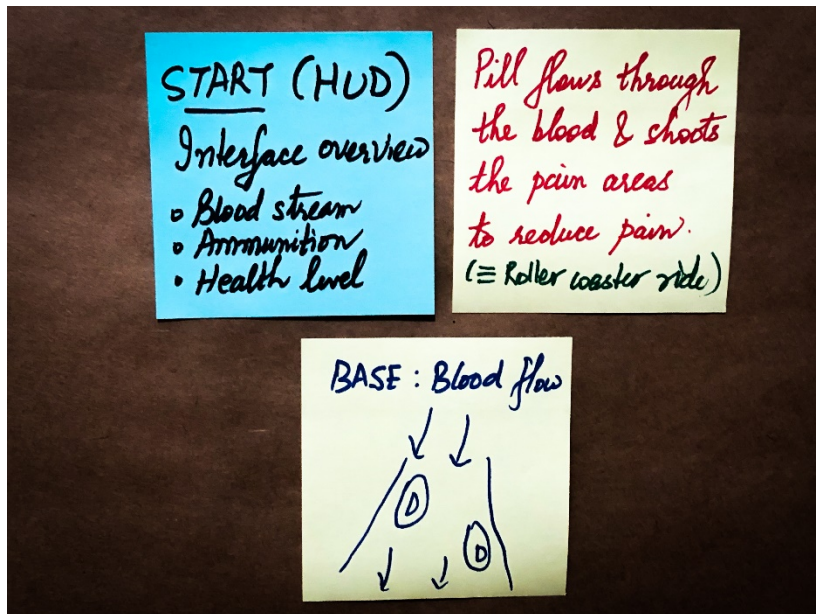 START (HUD)
Interface overview
Blood stream
Ammunition
Health level
Pill flows through
the blood & shoots
the pain areas
to reduce pain.
(≡ Roller coaster ride)
BASE : Blood flow
D
D